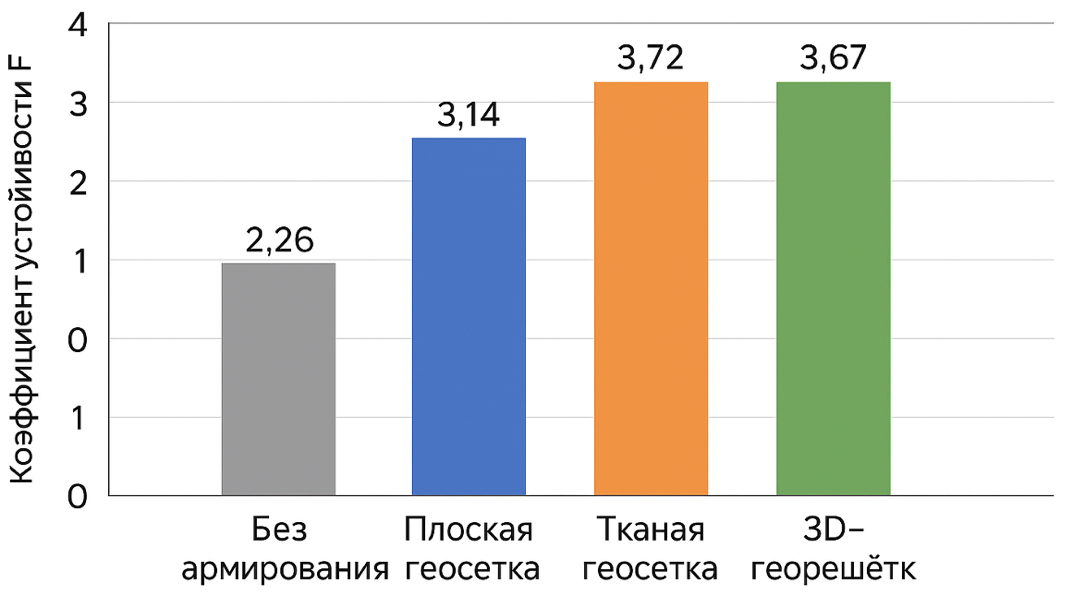 Коэффициент устойивости F
4
3
2
1
0
1
0
2,26
3,14
3,72
3,67
Без
армирования
Плоская
геосетка
Тканая
геосетка
3D–
георешётк